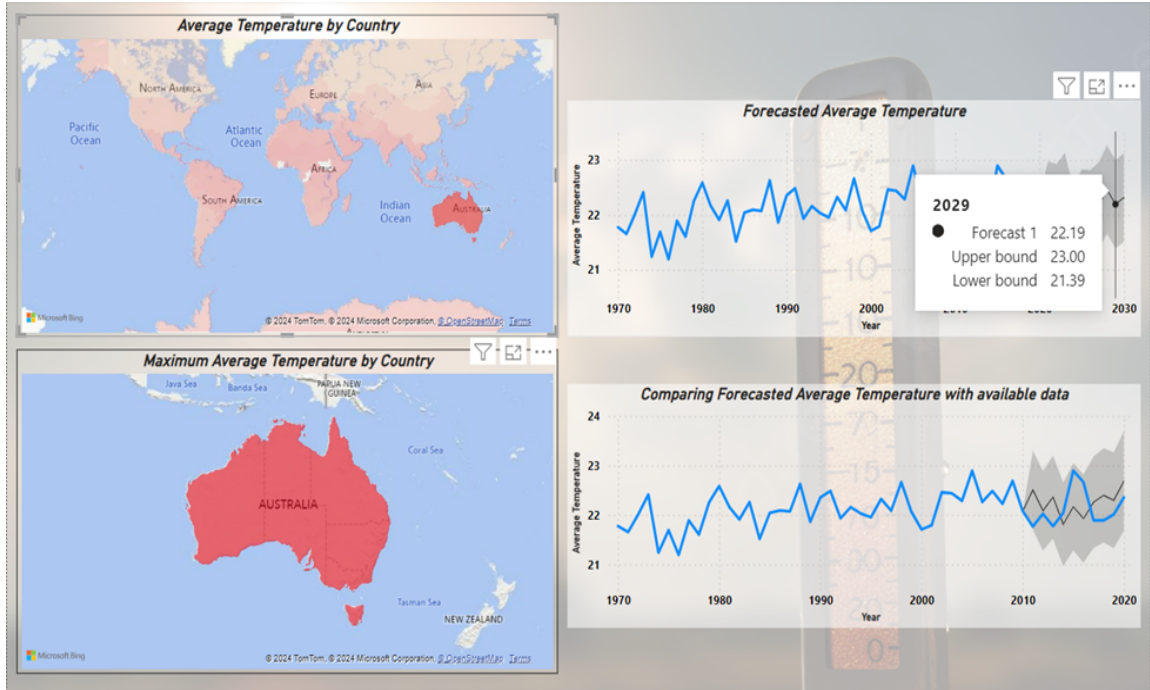 Average Temperature by Country
NORTH AMERICA
EUROPE
ASIA
Pacific
Ocean
Atlantic
Ocean
AFRICA
SOUTH AMERICA
Indian
Ocean
AUSTRALIA
Microsoft Bing
© 2024 TomTom, © 2024 Microsoft Corporation, © OpenStreetMap Terms
Maximum Average Temperature by Country
Java Sea
Banda Sea
PAPUA NEW
GUINEA
Coral Sea
AUSTRALIA
Tasman Sea
NEW ZEALAND
Microsoft Bing
© 2024 TomTom, © 2024 Microsoft Corporation, © OpenStreetMap Terms
Forecasted Average Temperature
Average Temperature
23
22
21
2029
Forecast 1 22.19
Upper bound 23.00
Lower bound 21.39
1970 1980 1990 2000 2030
Year
Comparing Forecasted Average Temperature with available data
Average Temperature
24
23
22
21
1970 1980 1990 2000 2010 2020
Year